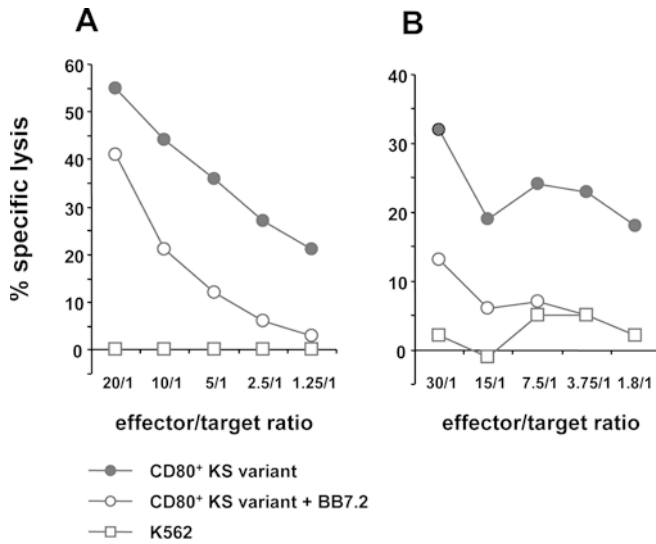 A
B
% specific lysis
60
50
40
30
20
10
0
20/1 10/1 5/1 2.5/1 1.25/1
effector/target ratio
40
30
20
10
0
30/1 15/1 7.5/1 3.75/1 1.8/1
effector/target ratio
CD80⁺ KS variant
CD80⁺ KS variant + BB7.2
K562